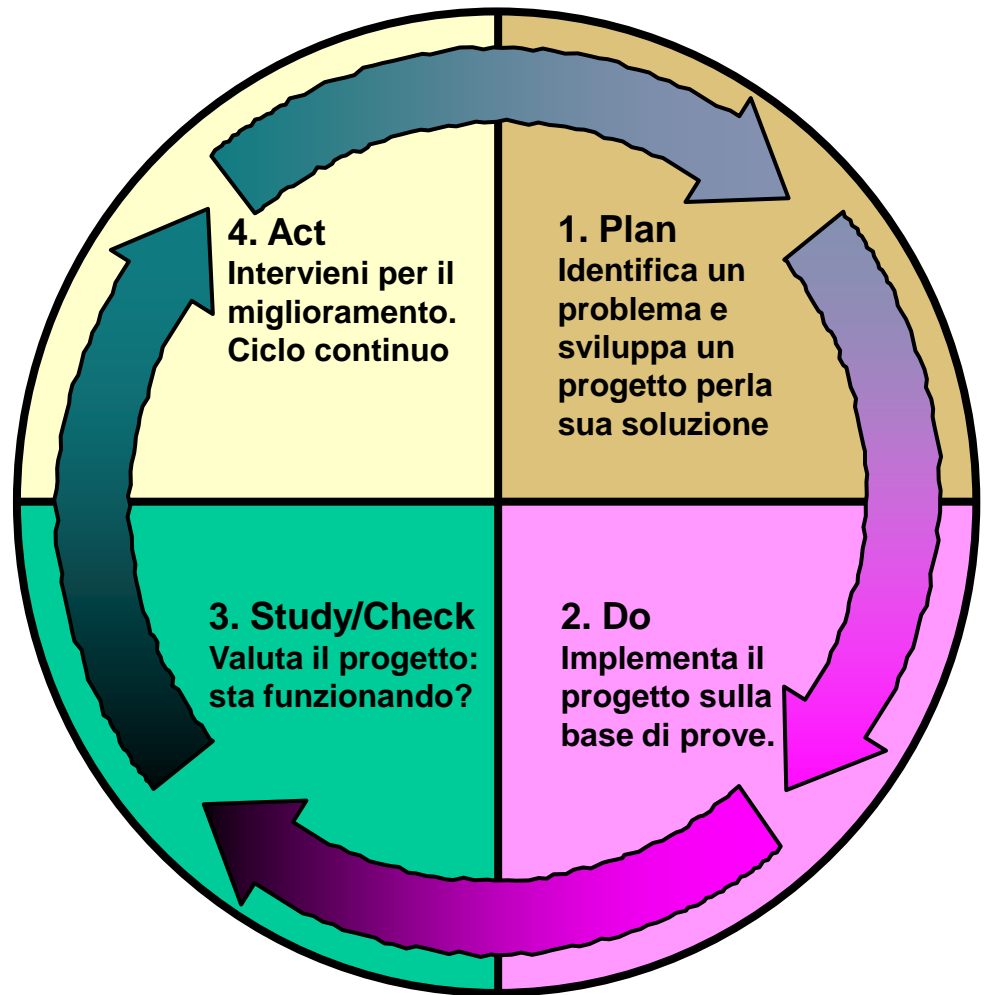 1. Plan
Identifica un
problema e
sviluppa un
progetto perla
sua soluzione
2. Do
Implementa il
progetto sulla
base di prove.
3. Study/Check
Valuta il progetto:
sta funzionando?
4. Act
Intervieni per il
miglioramento.
Ciclo continuo